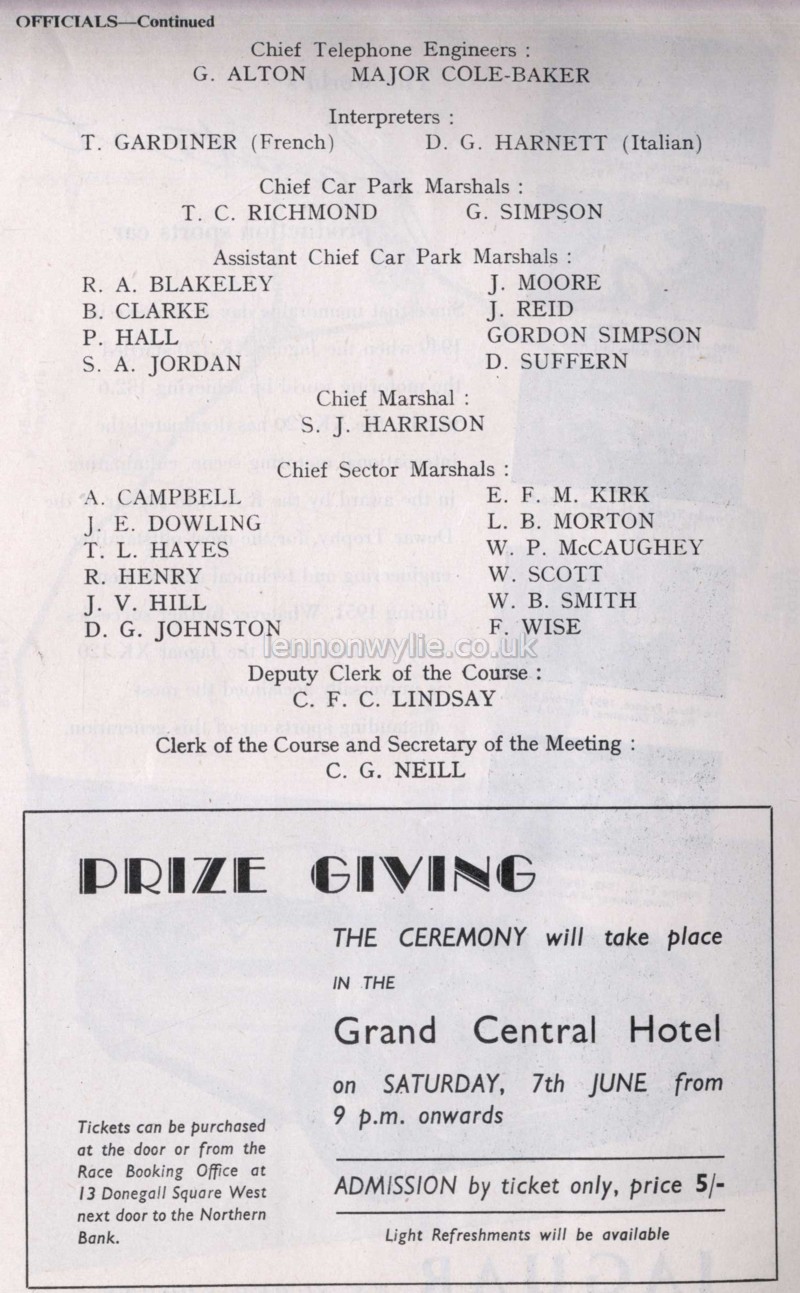 OFFICIALS—Continued
Chief Telephone Engineers :
G. ALTON MAJOR COLE-BAKER
Interpreters :
T. GARDINER (French) D. G. HARNETT (Italian)
Chief Car Park Marshals :
T. C. RICHMOND G. SIMPSON
Assistant Chief Car Park Marshals :
R. A. BLAKELEY J. MOORE
B. CLARKE J. REID
P. HALL GORDON SIMPSON
S. A. JORDAN D. SUFFERN
Chief Marshal :
S. J. HARRISON
Chief Sector Marshals :
A. CAMPBELL E. F. M. KIRK
J. E. DOWLING L. B. MORTON
T. L. HAYES W. P. McCAUGHEY
R. HENRY W. SCOTT
J. V. HILL W. B. SMITH
D. G. JOHNSTON F. WISE
lennonwylie.co.uk
Deputy Clerk of the Course :
C. F. C. LINDSAY
Clerk of the Course and Secretary of the Meeting :
C. G. NEILL
PRIZE GIVING
THE CEREMONY will take place
IN THE
Grand Central Hotel
on SATURDAY, 7th JUNE from
9 p.m. onwards
Tickets can be purchased
at the door or from the
Race Booking Office at
13 Donegall Square West
next door to the Northern
Bank.
ADMISSION by ticket only, price 5/-
Light Refreshments will be available